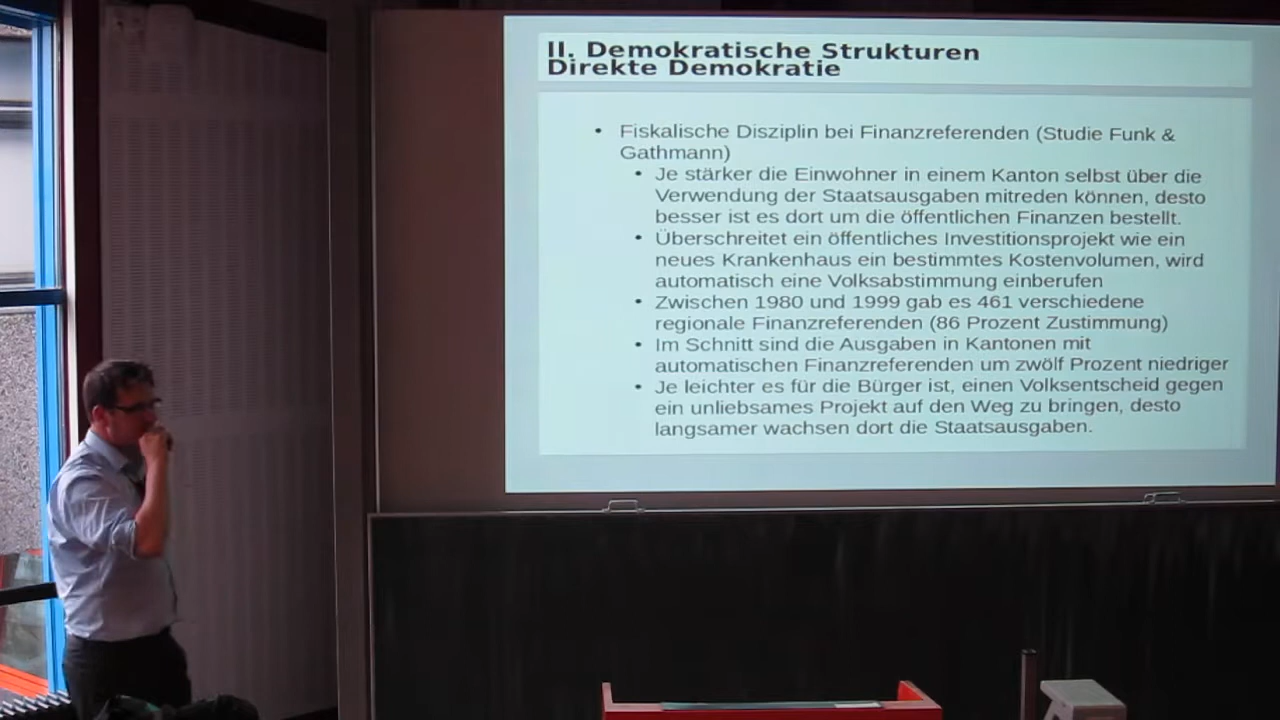 II. Demokratische Strukturen
Direkte Demokratie
• Fiskalische Disziplin bei Finanzreferenden (Studie Funk &
Gathmann)
• Je stärker die Einwohner in einem Kanton selbst über die
Verwendung der Staatsausgaben mitreden können, desto
besser ist es dort um die öffentlichen Finanzen bestellt.
• Überschreitet ein öffentliches Investitionsprojekt wie ein
neues Krankenhaus ein bestimmtes Kostenvolumen, wird
automatisch eine Volksabstimmung einberufen
• Zwischen 1980 und 1999 gab es 461 verschiedene
regionale Finanzreferenden (86 Prozent Zustimmung)
• Im Schnitt sind die Ausgaben in Kantonen mit
automatischen Finanzreferenden um zwölf Prozent niedriger
• Je leichter es für die Bürger ist, einen Volksentscheid gegen
ein unliebsames Projekt auf den Weg zu bringen, desto
langsamer wachsen dort die Staatsausgaben.